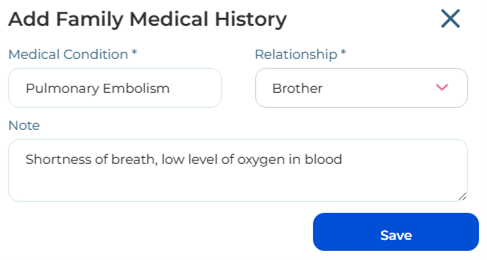 Add Family Medical History
Medical Condition * Relationship *
Pulmonary Embolism Brother
Note
Shortness of breath, low level of oxygen in blood
Save